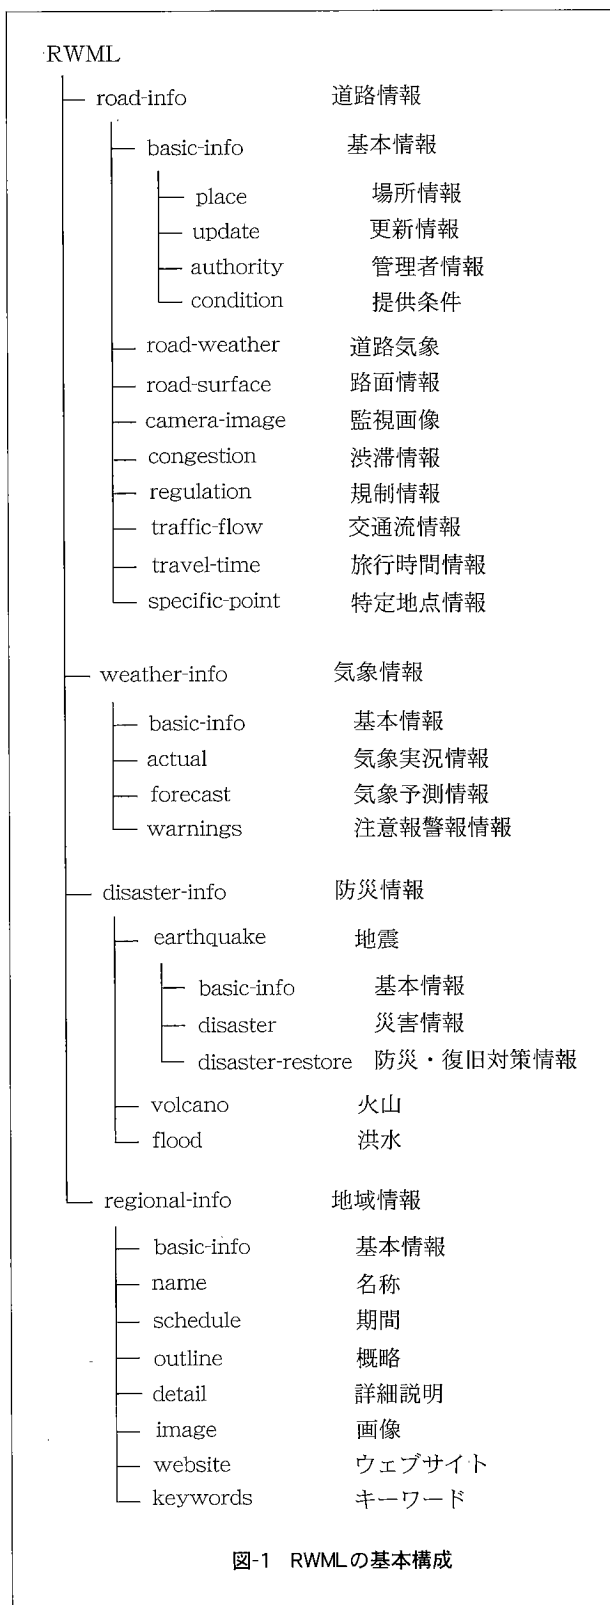 RWML
road-info 道路情報
basic-info 基本情報
place 場所情報
update 更新情報
authority 管理者情報
condition 提供条件
road-weather 道路気象
road-surface 路面情報
camera-image 監視画像
congestion 渋滞情報
regulation 規制情報
traffic-flow 交通流情報
travel-time 旅行時間情報
specific-point 特定地点情報
weather-info 気象情報
basic-info 基本情報
actual 気象実況情報
forecast 気象予測情報
warnings 注意報警報情報
disaster-info 防災情報
earthquake 地震
basic-info 基本情報
disaster 災害情報
disaster-restore 防災・復旧対策情報
volcano 火山
flood 洪水
regional-info 地域情報
basic-info 基本情報
name 名称
schedule 期間
outline 概略
detail 詳細説明
image 画像
website ウェブサイト
keywords キーワード
図-1 RWMLの基本構成